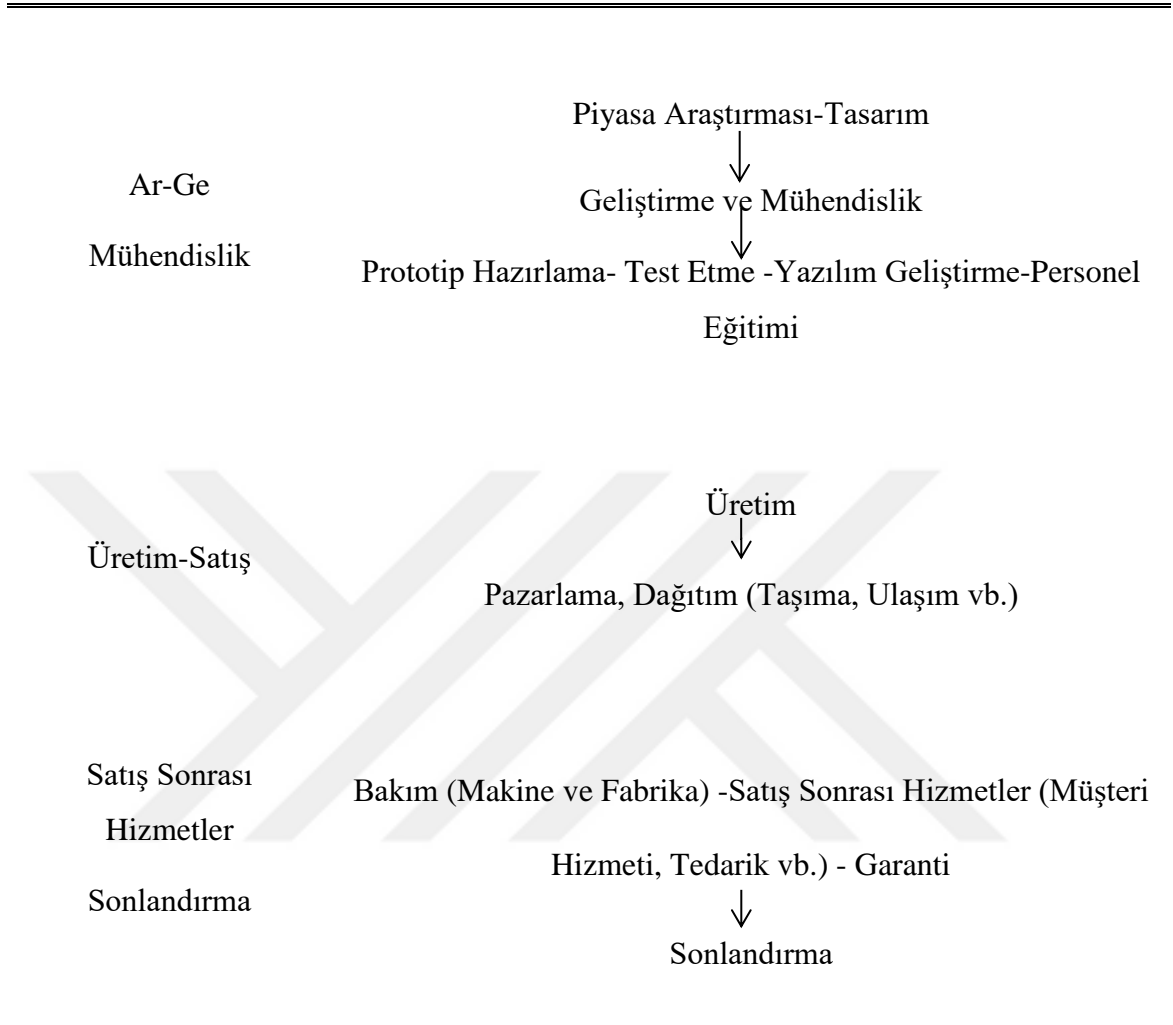 Piyasa Araştırması-Tasarım
Ar-Ge
Mühendislik
Geliştirme ve Mühendislik
Prototip Hazırlama- Test Etme -Yazılım Geliştirme-Personel
Eğitimi
Üretim-Satış
Üretim
Pazarlama, Dağıtım (Taşıma, Ulaşım vb.)
Satış Sonrası
Hizmetler
Sonlandırma
Bakım (Makine ve Fabrika) -Satış Sonrası Hizmetler (Müşteri
Hizmeti, Tedarik vb.) - Garanti
Sonlandırma